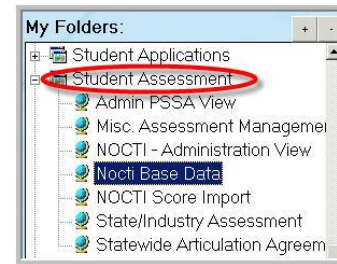 My Folders:
+ -
Student Applications
Student Assessment
Admin PSSA View
Misc. Assessment Managemer
NOCTI - Administration View
Nocti Base Data
NOCTI Score Import
State/Industry Assessment
Statewide Articulation Agreem